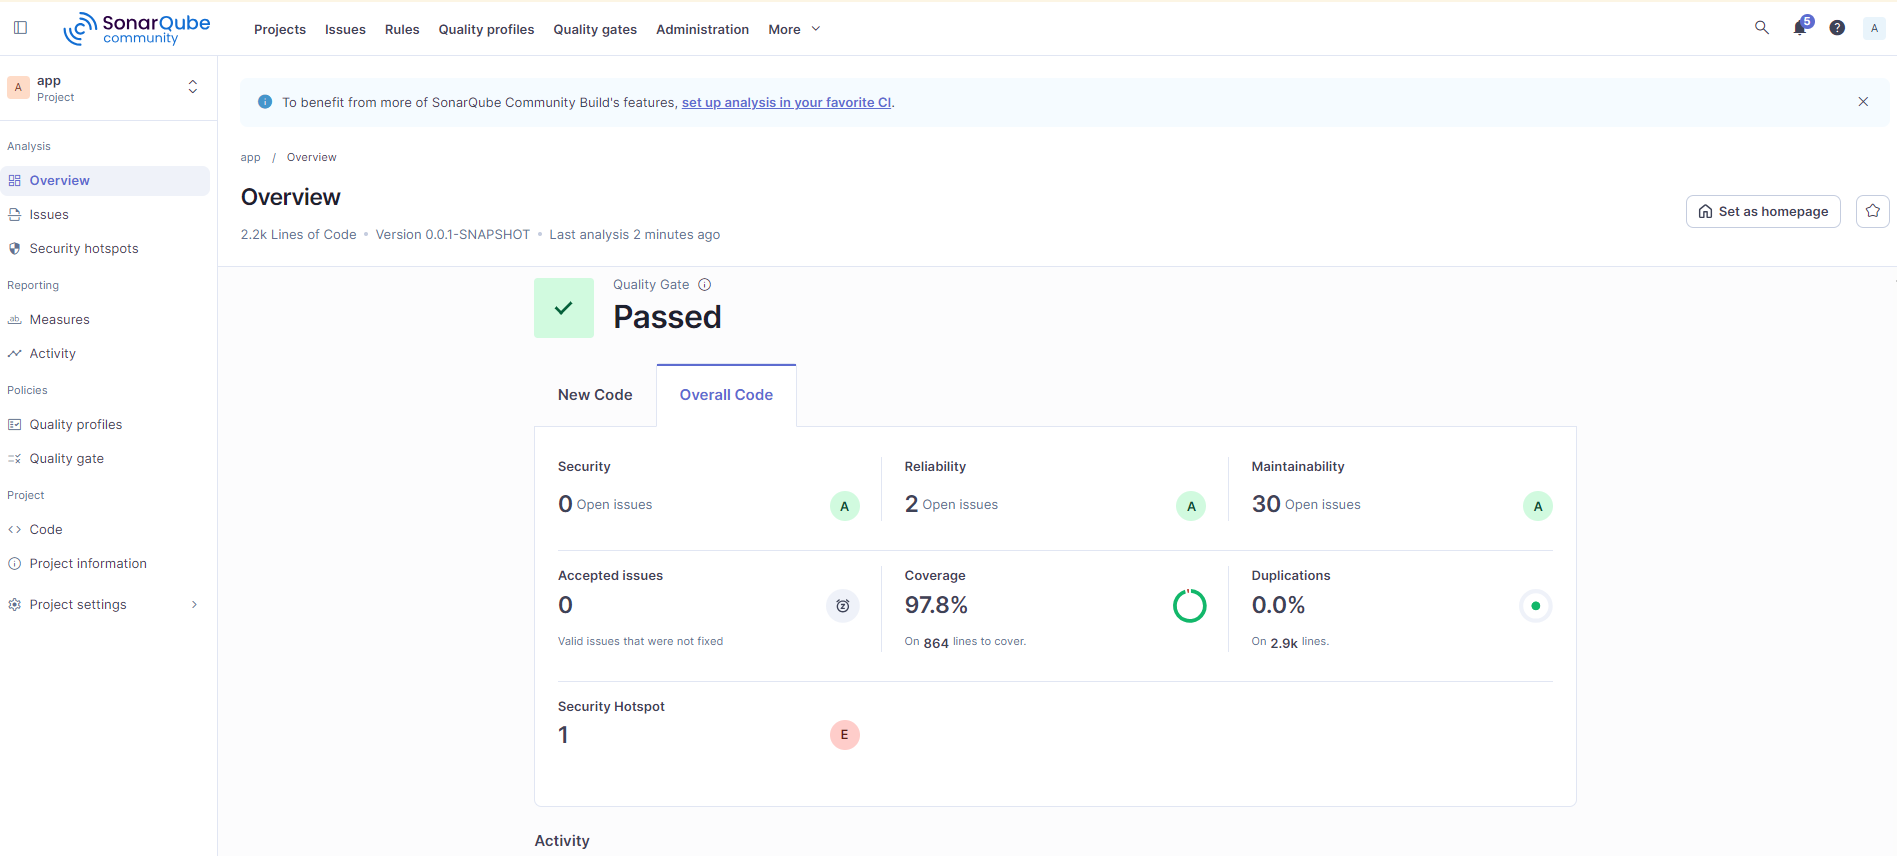 SonarQube community
Projects Issues Rules Quality profiles Quality gates Administration More
5
?
A
A
app
Project
Analysis
Overview
Issues
Security hotspots
Reporting
Measures
Activity
Policies
Quality profiles
Quality gate
Project
Code
Project information
Project settings
To benefit from more of SonarQube Community Build's features, set up analysis in your favorite CI.
app / Overview
Overview
2.2k Lines of Code • Version 0.0.1-SNAPSHOT • Last analysis 2 minutes ago
Set as homepage
Quality Gate
Passed
New Code
Overall Code
Security
0 Open issues
A
Reliability
2 Open issues
A
Maintainability
30 Open issues
A
Accepted issues
0
Valid issues that were not fixed
Coverage
97.8%
On 864 lines to cover.
Duplications
0.0%
On 2.9k lines.
Security Hotspot
1
E
Activity